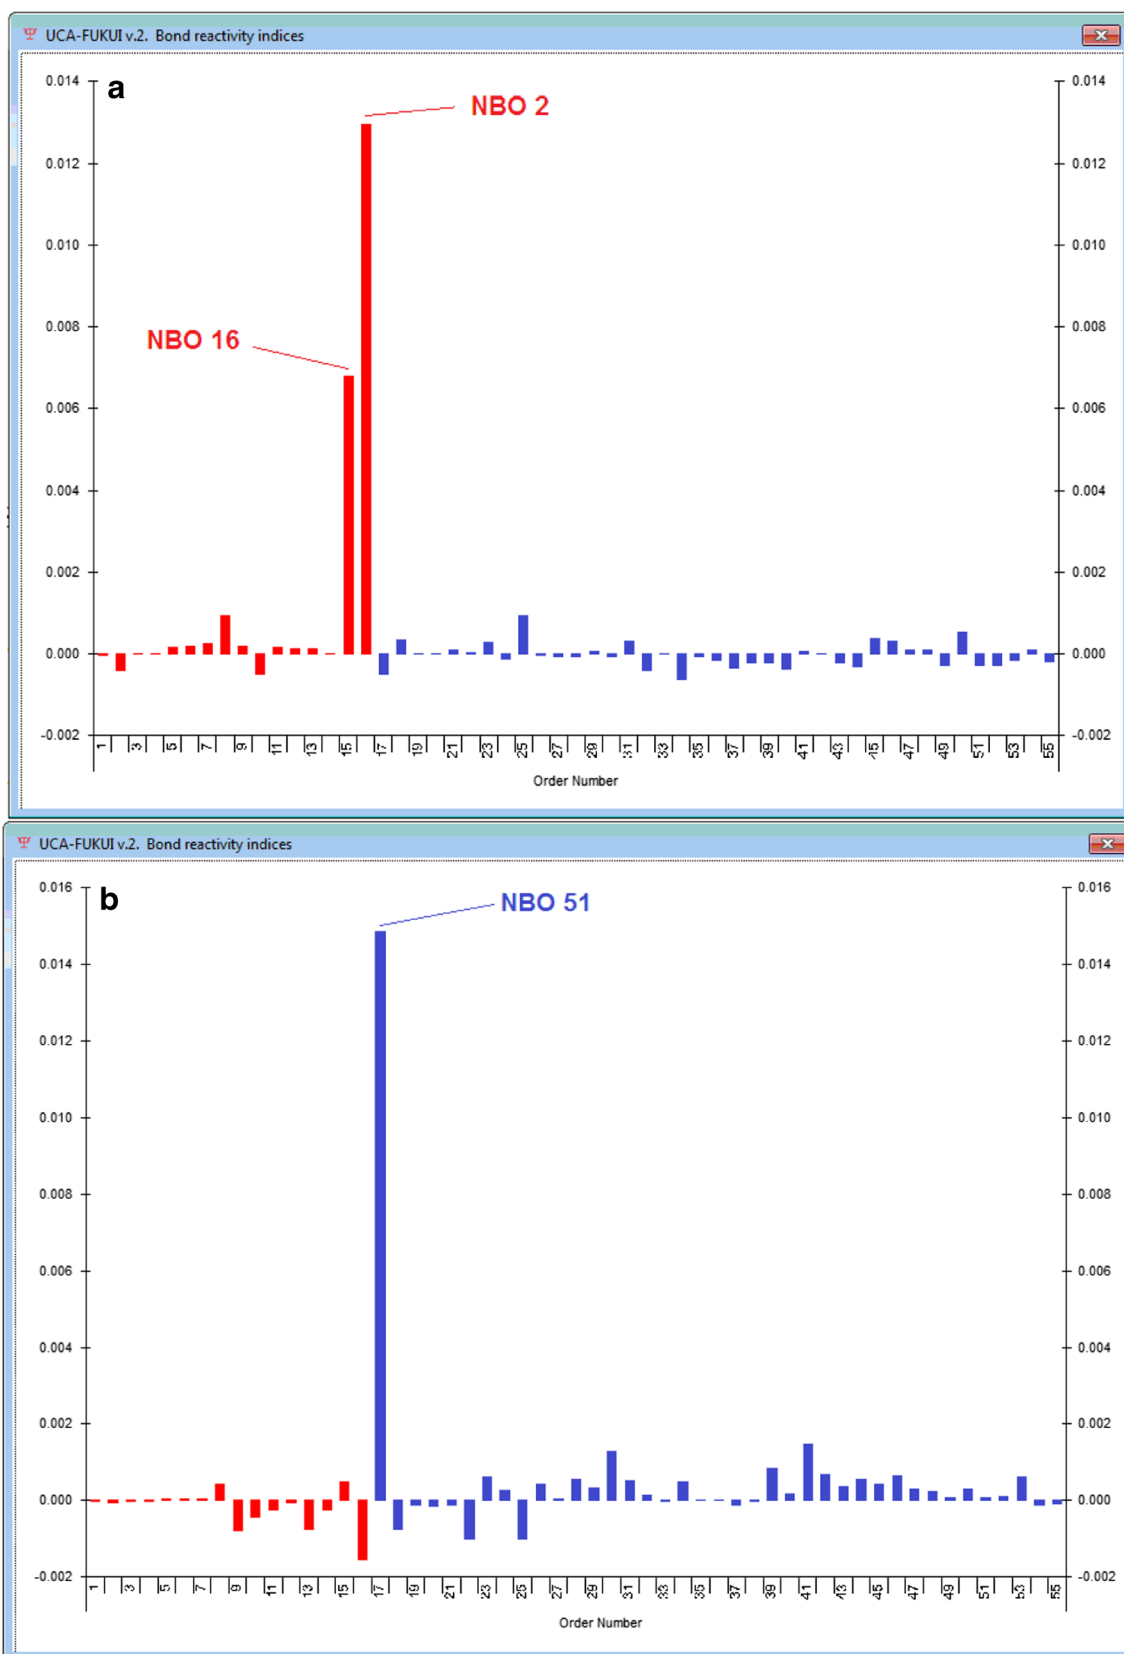 UCA-FUKUI v.2. Bond reactivity indices
a
NBO 2
NBO 16
0.014 0.014
0.012 0.012
0.010 0.010
0.008 0.008
0.006 0.006
0.004 0.004
0.002 0.002
0.000 0.000
-0.002 -0.002
1 3 5 7 9 11 13 15 17 19 21 23 25 27 29 31 33 35 37 39 41 43 45 47 49 51 53 55
Order Number
UCA-FUKUI v.2. Bond reactivity indices
b
NBO 51
0.016 0.016
0.014 0.014
0.012 0.012
0.010 0.010
0.008 0.008
0.006 0.006
0.004 0.004
0.002 0.002
0.000 0.000
-0.002 -0.002
1 3 5 7 9 11 13 15 17 19 21 23 25 27 29 31 33 35 37 39 41 43 45 47 49 51 53 55
Order Number